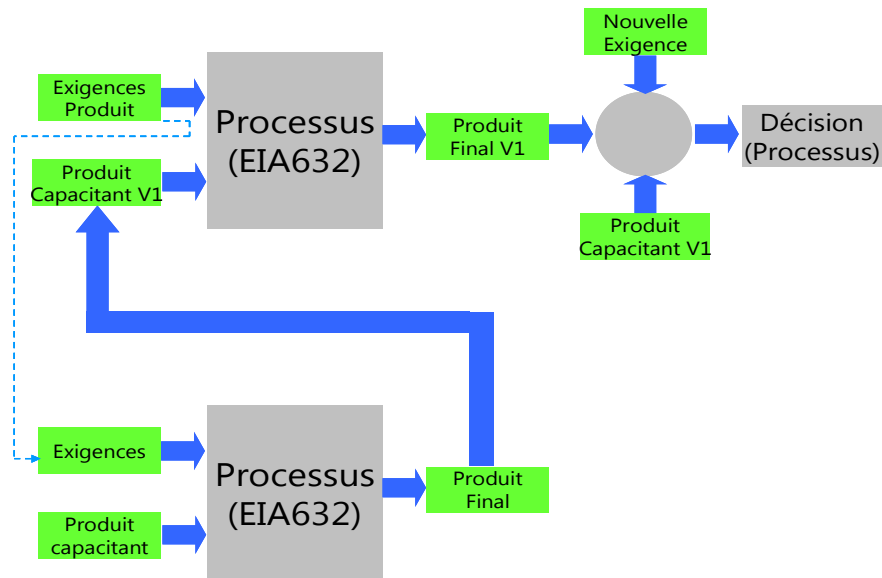 Nouvelle
Exigence
Exigences
Produit
Processus
(EIA632)
Produit
Final V1
Décision
(Processus)
Produit
Capacitant V1
Produit
Capacitant V1
Exigences
Processus
(EIA632)
Produit
Final
Produit
capacitant